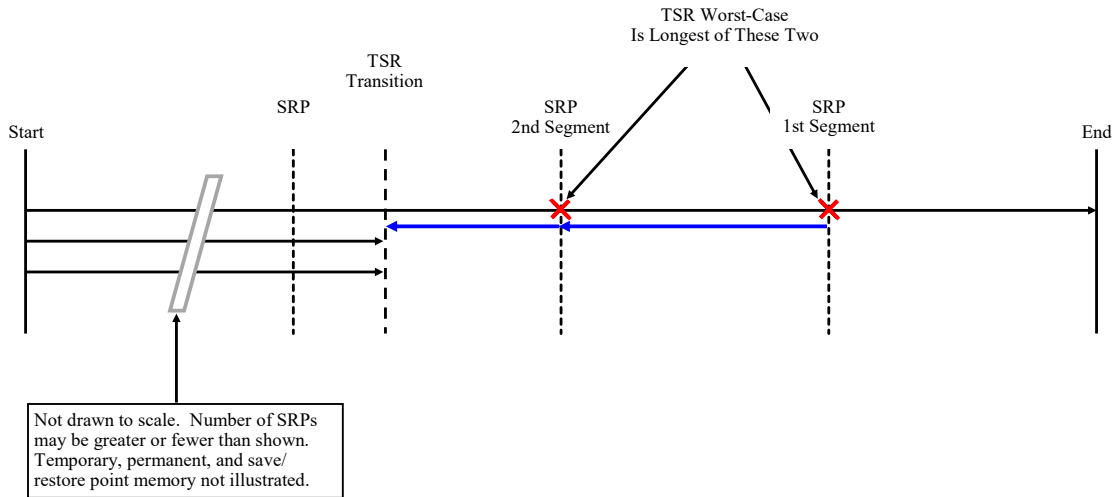 TSR Worst-Case
Is Longest of These Two
TSR
Transition
SRP
SRP
2nd Segment
SRP
1st Segment
Start
End
Not drawn to scale.  Number of SRPs
may be greater or fewer than shown.
Temporary, permanent, and save/
restore point memory not illustrated.